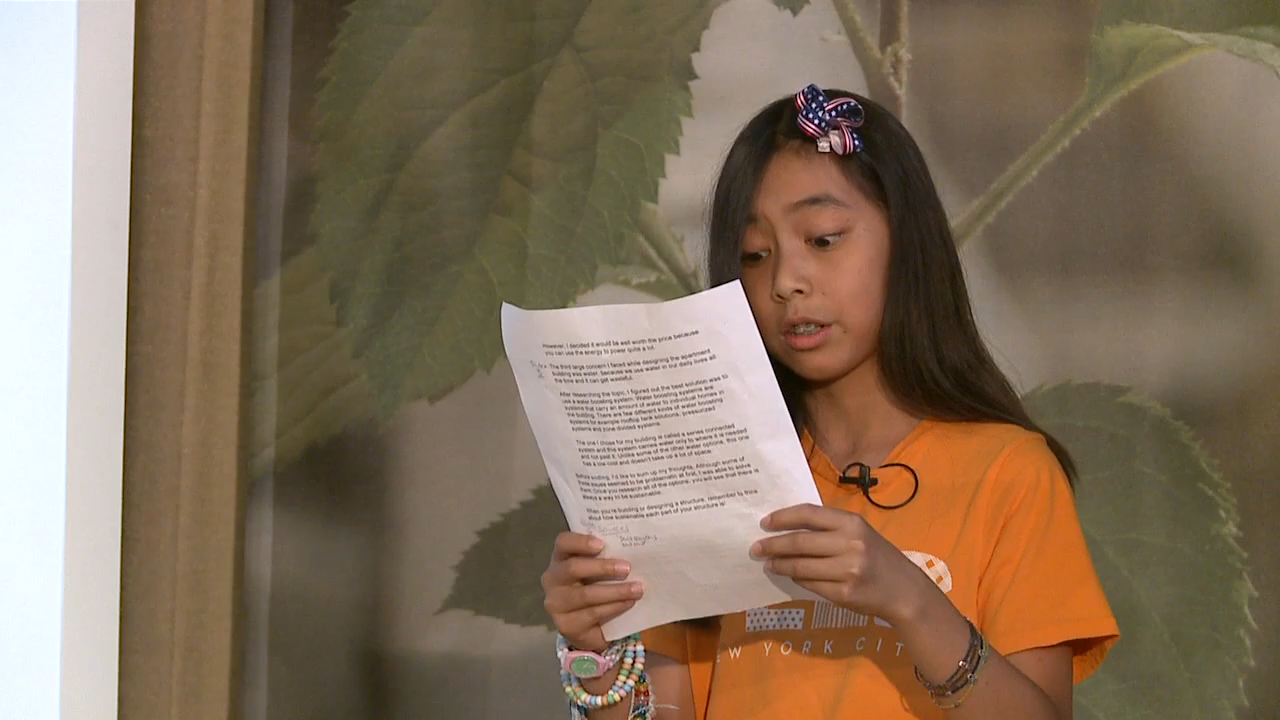 However, I decided it would be well worth the price because
you can use the energy to power quite a lot.
The third large concern I faced while designing the apartment
building was water, because we use water in our daily lives all
the time and it can get wasteful.
After researching the topic, I figured out the best solution was to
use a water boosting system. Water boosting systems are
systems that carry an amount of water to individual homes in
the building. There are few different kinds of water boosting
systems for example rooftop tank solutions, pressurized
systems and zone divided systems.
The one I chose for my building is called a series connected
system and this system carries water only to where it is needed
and not past it. Unlike some of the other water options, this one
has a low cost and doesn't take up a lot of space.
Before ending, I'd like to sum up my thoughts. Although some of
these issues seemed to be problematic at first, I was able to solve
them. Once you research all of the options, you will see that there is
always a way to be sustainable.
When you're building or designing a structure, remember to think
about how sustainable each part of your structure is!
EW YORK CIT